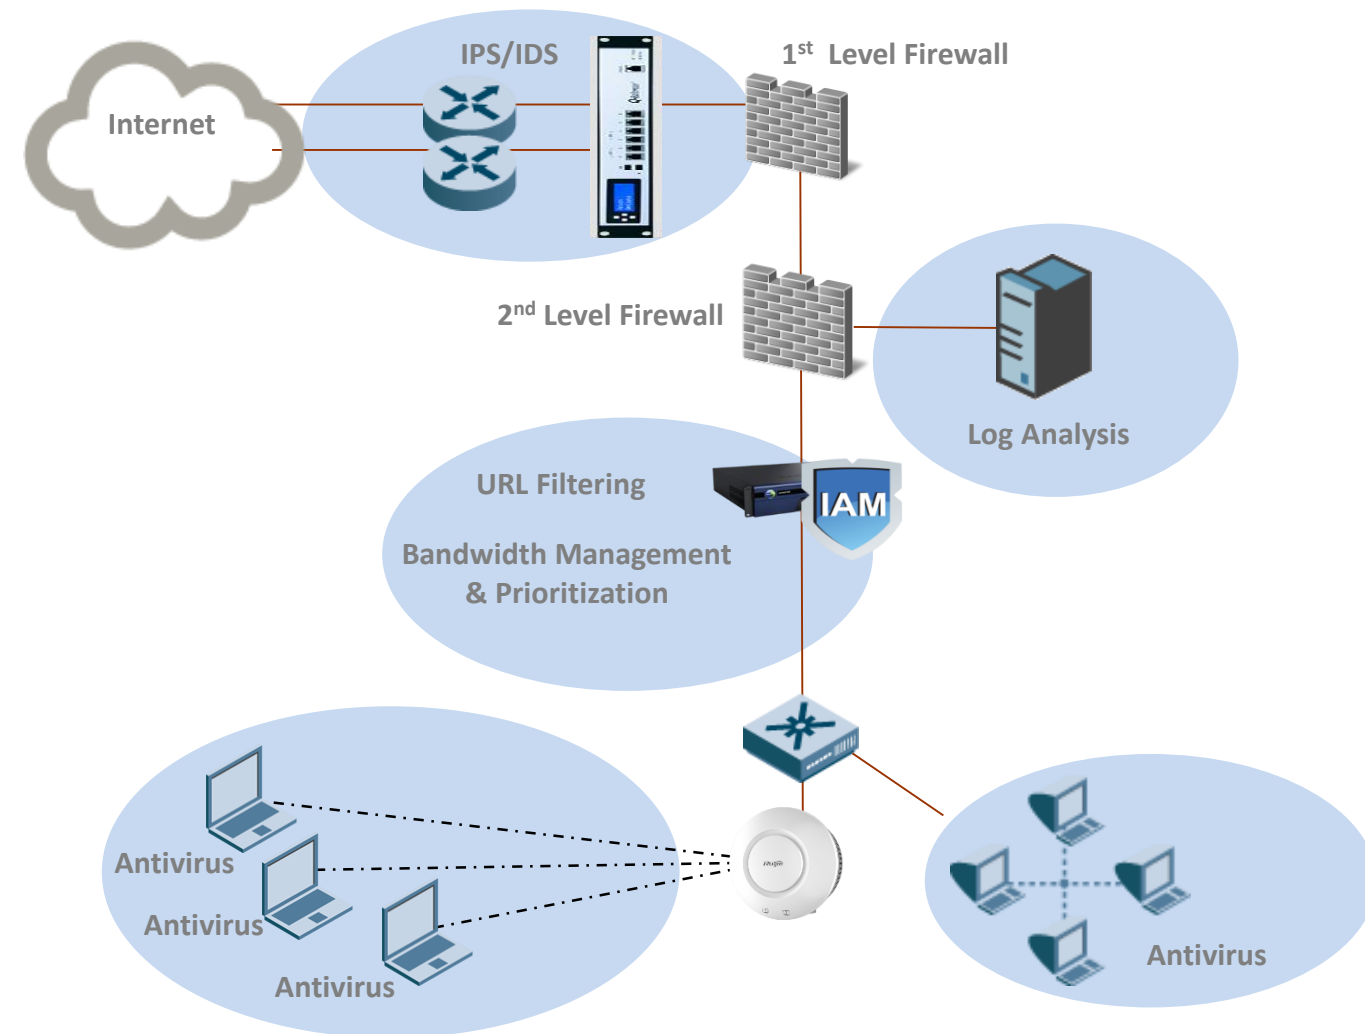 IPS/IDS
1st Level Firewall
Internet
2nd Level Firewall
Log Analysis
URL Filtering
IAM
Bandwidth Management
& Prioritization
Antivirus
Antivirus
Antivirus
Antivirus